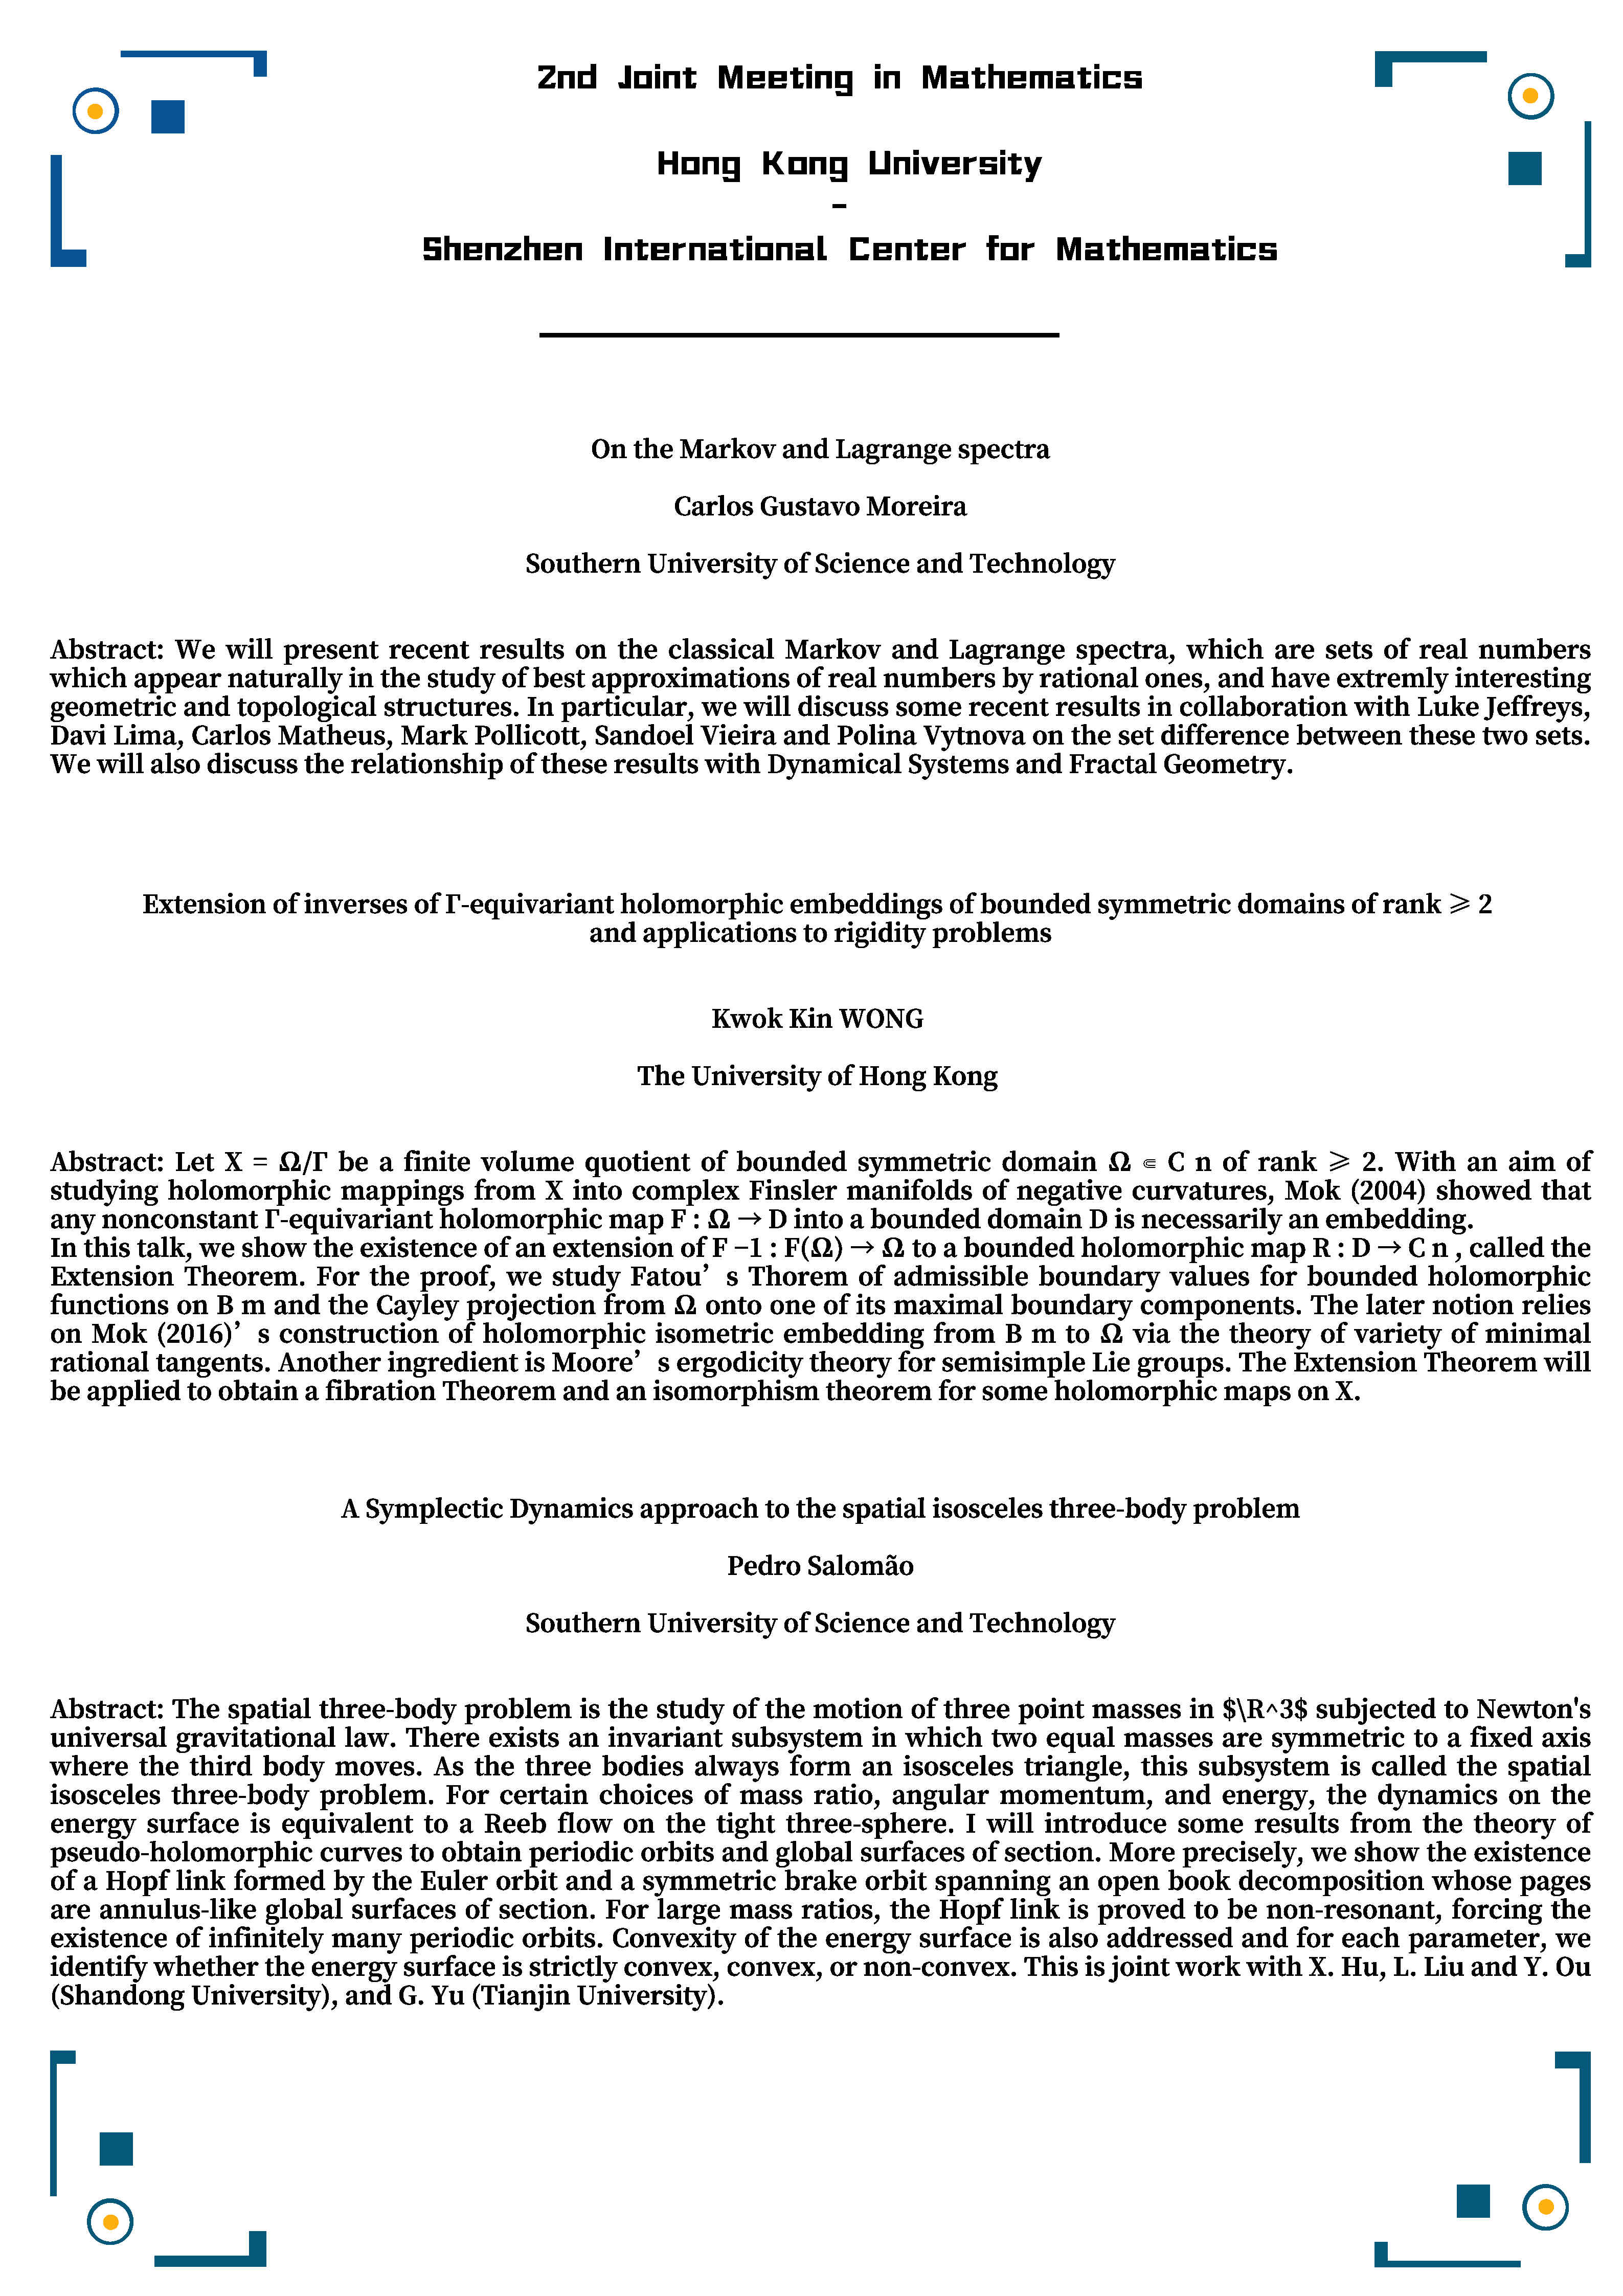 2nd Joint Meeting in Mathematics
Hong Kong University
-
Shenzhen International Center for Mathematics
On the Markov and Lagrange spectra
Carlos Gustavo Moreira
Southern University of Science and Technology
Abstract: We will present recent results on the classical Markov and Lagrange spectra, which are sets of real numbers
which appear naturally in the study of best approximations of real numbers by rational ones, and have extremly interesting
geometric and topological structures. In particular, we will discuss some recent results in collaboration with Luke Jeffreys,
Davi Lima, Carlos Matheus, Mark Pollicott, Sandoel Vieira and Polina Vytnova on the set difference between these two sets.
We will also discuss the relationship of these results with Dynamical Systems and Fractal Geometry.
Extension of inverses of Γ-equivariant holomorphic embeddings of bounded symmetric domains of rank ⩾ 2
and applications to rigidity problems
Kwok Kin WONG
The University of Hong Kong
Abstract: Let X = Ω/Γ be a finite volume quotient of bounded symmetric domain Ω ⋐ C n of rank ⩾ 2. With an aim of
studying holomorphic mappings from X into complex Finsler manifolds of negative curvatures, Mok (2004) showed that
any nonconstant Γ-equivariant holomorphic map F : Ω → D into a bounded domain D is necessarily an embedding.
In this talk, we show the existence of an extension of F −1 : F(Ω) → Ω to a bounded holomorphic map R : D → C n , called the
Extension Theorem. For the proof, we study Fatou’s Thorem of admissible boundary values for bounded holomorphic
functions on B m and the Cayley projection from Ω onto one of its maximal boundary components. The later notion relies
on Mok (2016)’s construction of holomorphic isometric embedding from B m to Ω via the theory of variety of minimal
rational tangents. Another ingredient is Moore’s ergodicity theory for semisimple Lie groups. The Extension Theorem will
be applied to obtain a fibration Theorem and an isomorphism theorem for some holomorphic maps on X.
A Symplectic Dynamics approach to the spatial isosceles three-body problem
Pedro Salomão
Southern University of Science and Technology
Abstract: The spatial three-body problem is the study of the motion of three point masses in $\R^3$ subjected to Newton's
universal gravitational law. There exists an invariant subsystem in which two equal masses are symmetric to a fixed axis
where the third body moves. As the three bodies always form an isosceles triangle, this subsystem is called the spatial
isosceles three-body problem. For certain choices of mass ratio, angular momentum, and energy, the dynamics on the
energy surface is equivalent to a Reeb flow on the tight three-sphere. I will introduce some results from the theory of
pseudo-holomorphic curves to obtain periodic orbits and global surfaces of section. More precisely, we show the existence
of a Hopf link formed by the Euler orbit and a symmetric brake orbit spanning an open book decomposition whose pages
are annulus-like global surfaces of section. For large mass ratios, the Hopf link is proved to be non-resonant, forcing the
existence of infinitely many periodic orbits. Convexity of the energy surface is also addressed and for each parameter, we
identify whether the energy surface is strictly convex, convex, or non-convex. This is joint work with X. Hu, L. Liu and Y. Ou
(Shandong University), and G. Yu (Tianjin University).